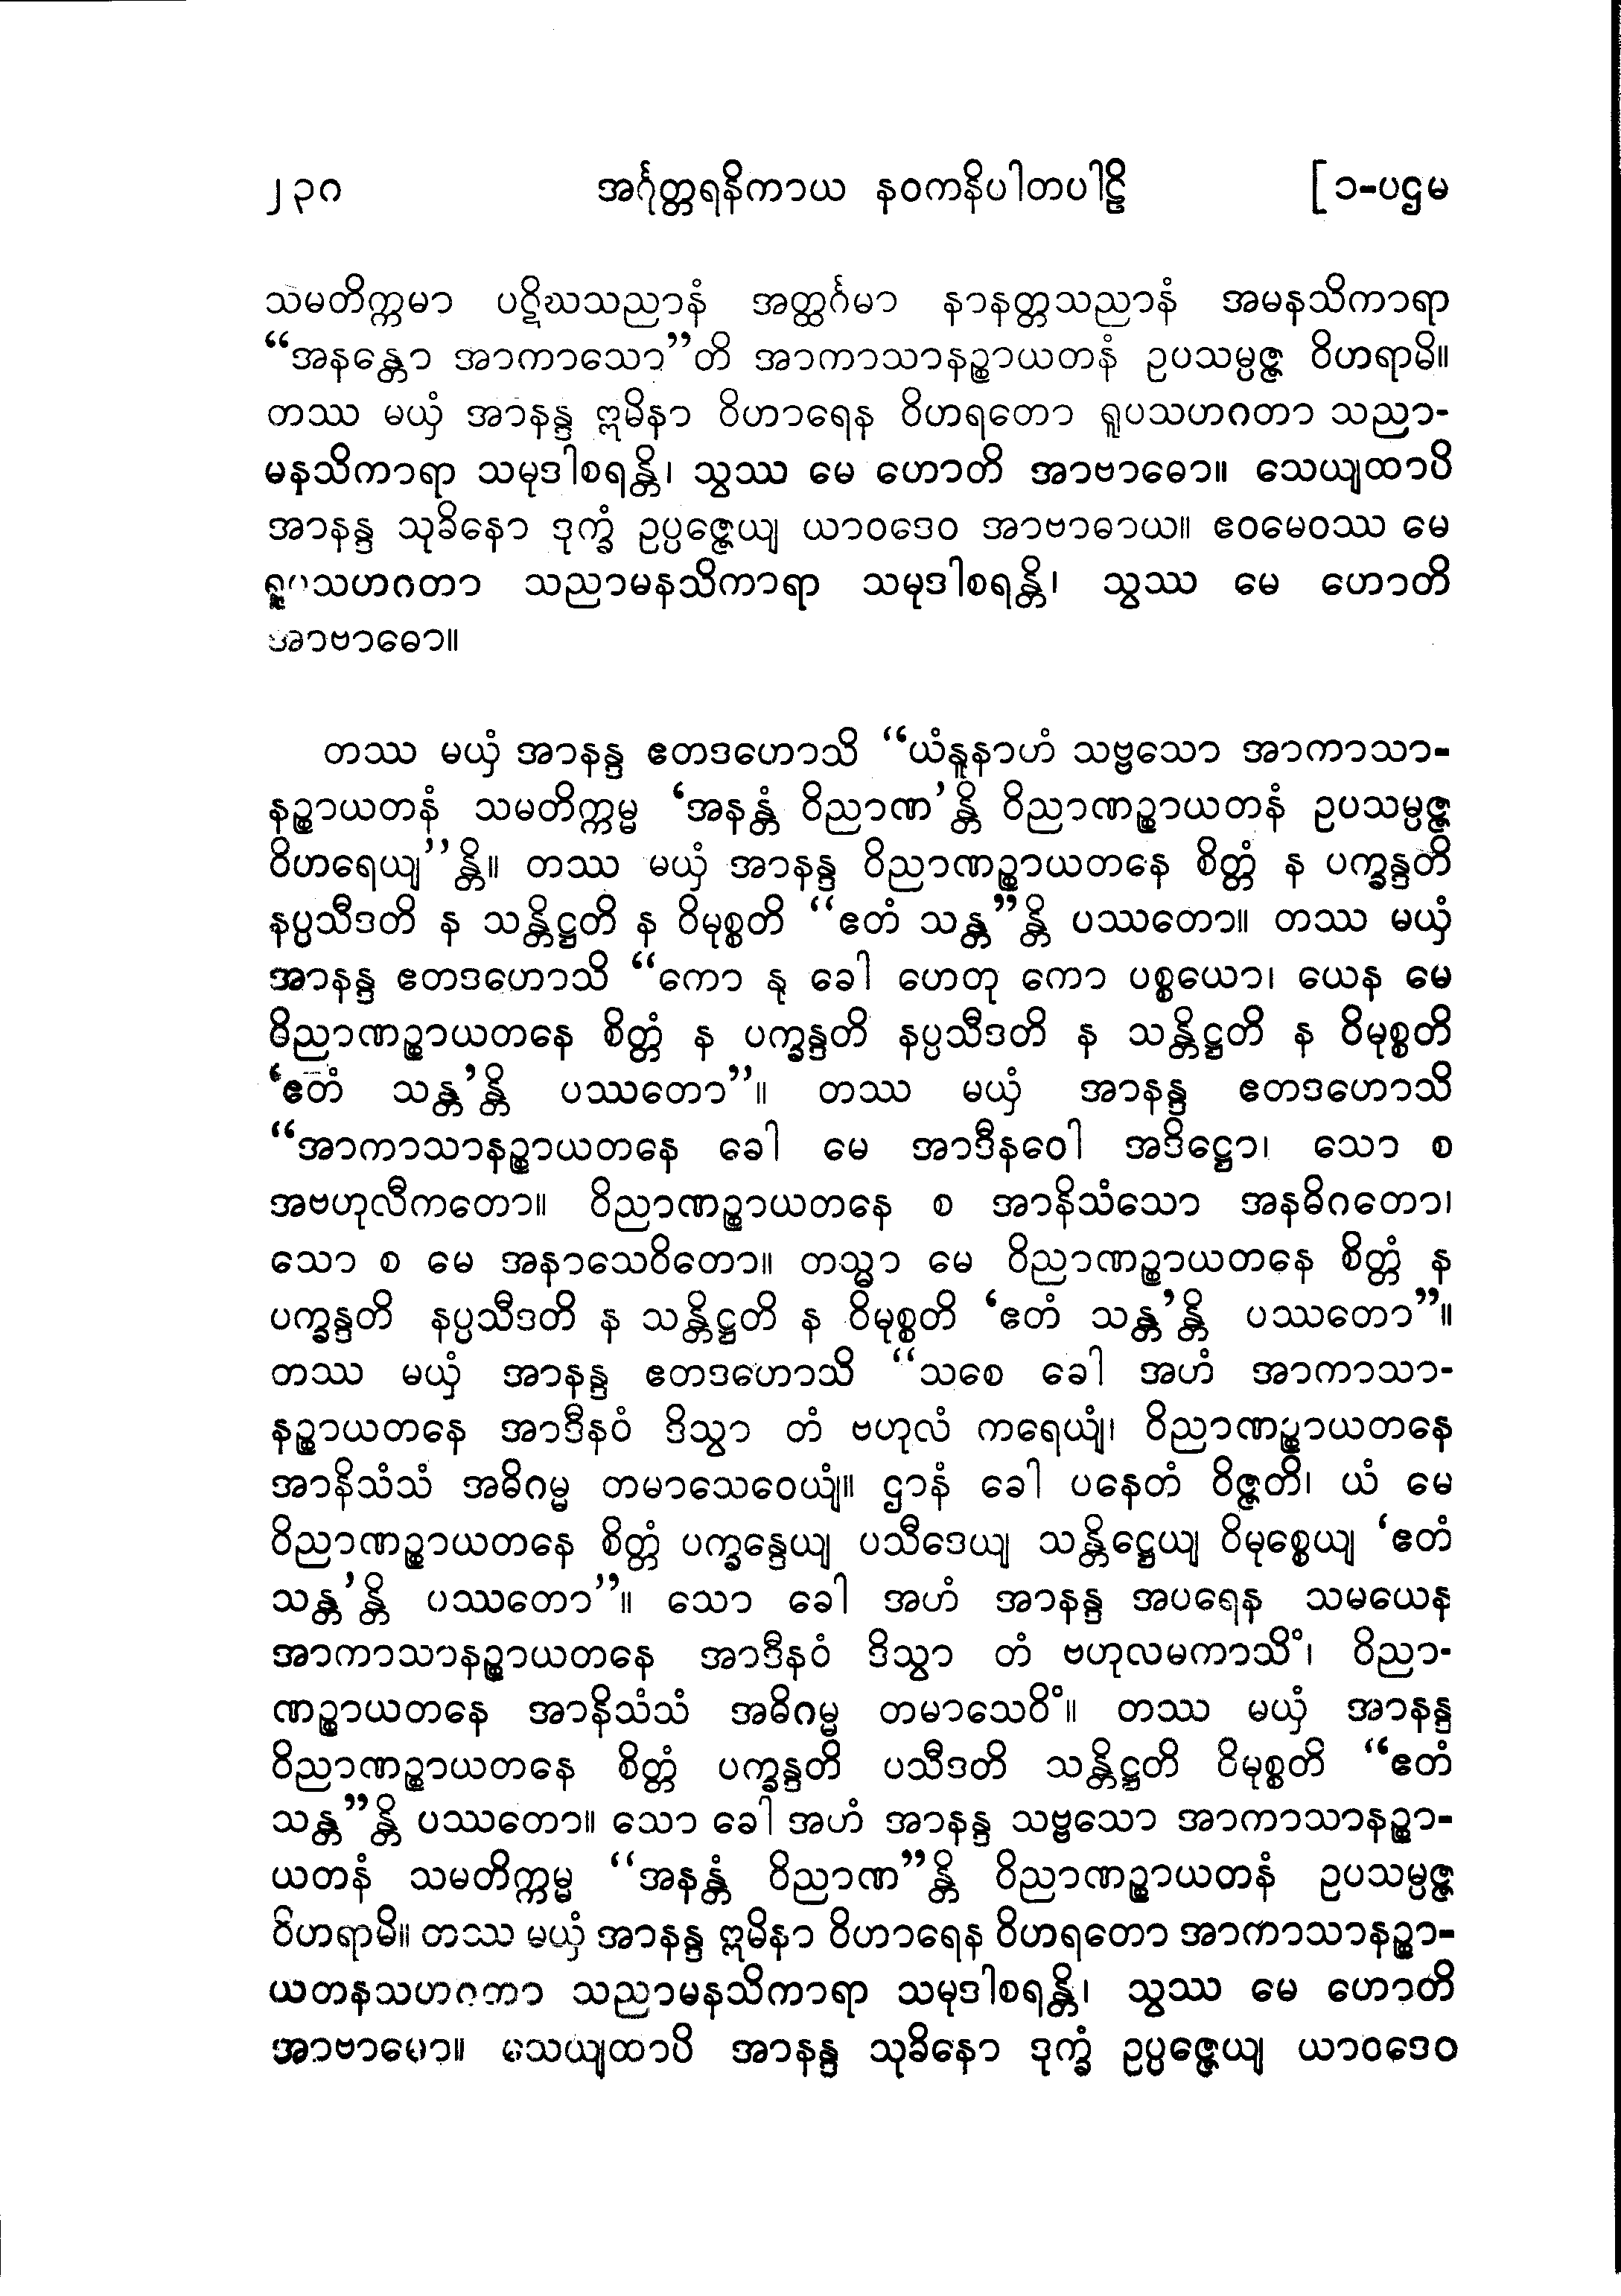 ၂၃ဂ အင်္ဂုတ္တရနိကာယ နဝကနိပါတပါဠိ [ ၁-ပဌမ
သမတိက္ကမာ ပဋိဃသညာနံ အတ္ထင်္ဂမာ နာနတ္တသညာနံ အမနသိကာရာ
“အနန္တော အာကာသော”တိ အာကာသာနဉ္စာယတနံ ဥပသမ္ပဇ္ဇ ဝိဟရာမိ။
တဿ မယှံ အာနန္ဒ ဣမိနာ ဝိဟာရေန ဝိဟရတော ရူပသဟဂတာ သညာ-
မနသိကာရာ သမုဒါစရန္တိ၊ သွဿ မေ ဟောတိ အာဗာဓော။ သေယျထာပိ
အာနန္ဒ သုခိနော ဒုက္ခံ ဥပ္ပဇ္ဇေယျ ယာဝဒေဝ အာဗာဓာယ။ ဧဝမေဝဿ မေ
ရူပသဟဂတာ သညာမနသိကာရာ သမုဒါစရန္တိ၊ သွဿ မေ ဟောတိ
အာဗာဓော။
တဿ မယှံ အာနန္ဒ ဧတဒဟောသိ “ယံနူနာဟံ သဗ္ဗသော အာကာသာ-
နဉ္စာယတနံ သမတိက္ကမ္မ ‘အနန္တံ ဝိညာဏ’န္တိ ဝိညာဏဉ္စာယတနံ ဥပသမ္ပဇ္ဇ
ဝိဟရေယျ’’န္တိ။ တဿ မယှံ အာနန္ဒ ဝိညာဏဉ္စာယတနေ စိတ္တံ န ပက္ခန္ဒတိ
နပ္ပသီဒတိ န သန္တိဋ္ဌတိ န ဝိမုစ္စတိ “ဧတံ သန္တ”န္တိ ပဿတော။ တဿ မယှံ
အာနန္ဒ ဧတဒဟောသိ “ကော နု ခေါ ဟေတု ကော ပစ္စယော၊ ယေန မေ
ဝိညာဏဉ္စာယတနေ စိတ္တံ န ပက္ခန္ဒတိ နပ္ပသီဒတိ န သန္တိဋ္ဌတိ န ဝိမုစ္စတိ
‘ဧတံ သန္တ’န္တိ ပဿတော”။ တဿ မယှံ အာနန္ဒ ဧတဒဟောသိ
“အာကာသာနဉ္စာယတနေ ခေါ မေ အာဒီနဝေါ အဒိဋ္ဌော၊ သော စ
အဗဟုလီကတော။ ဝိညာဏဉ္စာယတနေ စ အာနိသံသော အနဓိဂတော၊
သော စ မေ အနာသေဝိတော။ တသ္မာ မေ ဝိညာဏဉ္စာယတနေ စိတ္တံ န
ပက္ခန္ဒတိ နပ္ပသီဒတိ န သန္တိဋ္ဌတိ န ဝိမုစ္စတိ ‘ဧတံ သန္တ’န္တိ ပဿတော”။
တဿ မယှံ အာနန္ဒ ဧတဒဟောသိ “သစေ ခေါ အဟံ အာကာသာ-
နဉ္စာယတနေ အာဒီနဝံ ဒိသွာ တံ ဗဟုလံ ကရေယျံ၊ ဝိညာဏဉ္စာယတနေ
အာနိသံသံ အဓိဂမ္မ တမာသေဝေယျံ။ ဌာနံ ခေါ ပနေတံ ဝိဇ္ဇတိ၊ ယံ မေ
ဝိညာဏဉ္စာယတနေ စိတ္တံ ပက္ခန္ဒေယျ ပသီဒေယျ သန္တိဋ္ဌေယျ ဝိမုစ္စေယျ ‘ဧတံ
သန္တ’န္တိ ပဿတော”။ သော ခေါ အဟံ အာနန္ဒ အပရေန သမယေန
အာကာသာနဉ္စာယတနေ အာဒီနဝံ ဒိသွာ တံ ဗဟုလမကာသိံ၊ ဝိညာ-
ဏဉ္စာယတနေ အာနိသံသံ အဓိဂမ္မ တမာသေဝိံ။ တဿ မယှံ အာနန္ဒ
ဝိညာဏဉ္စာယတနေ စိတ္တံ ပက္ခန္ဒတိ ပသီဒတိ သန္တိဋ္ဌတိ ဝိမုစ္စတိ “ဧတံ
သန္တ”န္တိ ပဿတော။ သော ခေါ အဟံ အာနန္ဒ သဗ္ဗသော အာကာသာနဉ္စာ-
ယတနံ သမတိက္ကမ္မ “အနန္တံ ဝိညာဏ”န္တိ ဝိညာဏဉ္စာယတနံ ဥပသမ္ပဇ္ဇ
ဝိဟရာမိ။ တဿ မယှံ အာနန္ဒ ဣမိနာ ဝိဟာရေန ဝိဟရတော အာကာသာနဉ္စာ-
ယတနသဟဂတာ သညာမနသိကာရာ သမုဒါစရန္တိ၊ သွဿ မေ ဟောတိ
အာဗာဓော။ သေယျထာပိ အာနန္ဒ သုခိနော ဒုက္ခံ ဥပ္ပဇ္ဇေယျ ယာဝဒေဝ